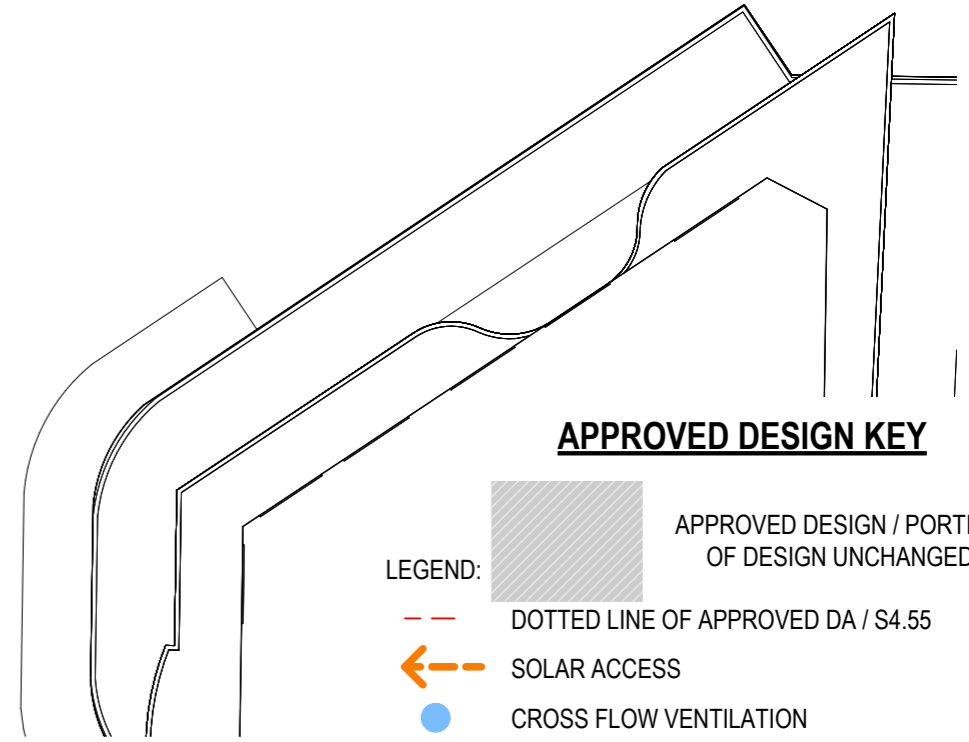 APPROVED DESIGN KEY
APPROVED DESIGN /
OF DESIGN UNCHANGED
LEGEND:
DOTTED LINE OF APPROVED DA / S4.55
SOLAR ACCESS
CROSS FLOW VENTILATION